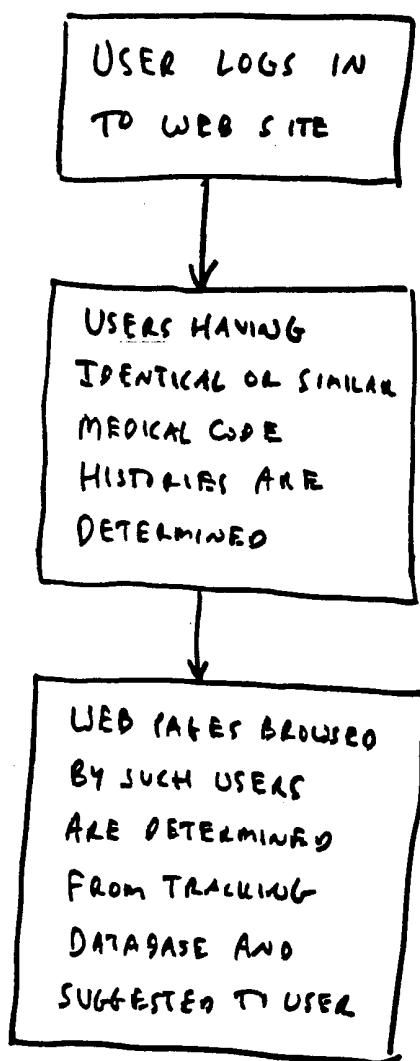 USER LOGS IN
TO WEB SITE
USERS HAVING
IDENTICAL OR SIMILAR
MEDICAL CODE
HISTORIES ARE
DETERMINED
WEB PAGES BROWSED
BY SUCH USERS
ARE DETERMINED
FROM TRACKING
DATABASE AND
SUGGESTED TO USER